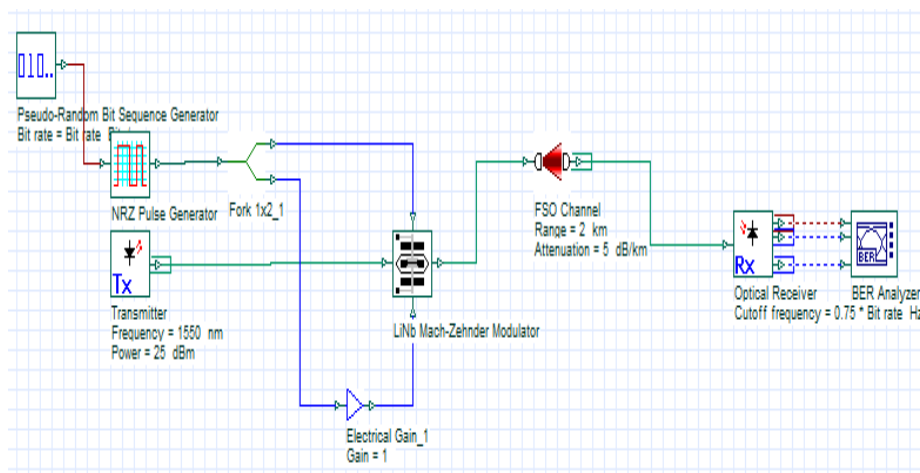 010..
Pseudo-Random Bit Sequence Generator
Bit rate = Bit rate Bit
NRZ Pulse Generator
Fork 1x2_1
Tx
Transmitter
Frequency = 1550 nm
Power = 25 dBm
LiNb Mach-Zehnder Modulator
Electrical Gain_1
Gain = 1
FSO Channel
Range = 2 km
Attenuation = 5 dB/km
Rx
Optical Receiver
Cutoff frequency = 0.75 * Bit rate Hz
BER
BER Analyzer